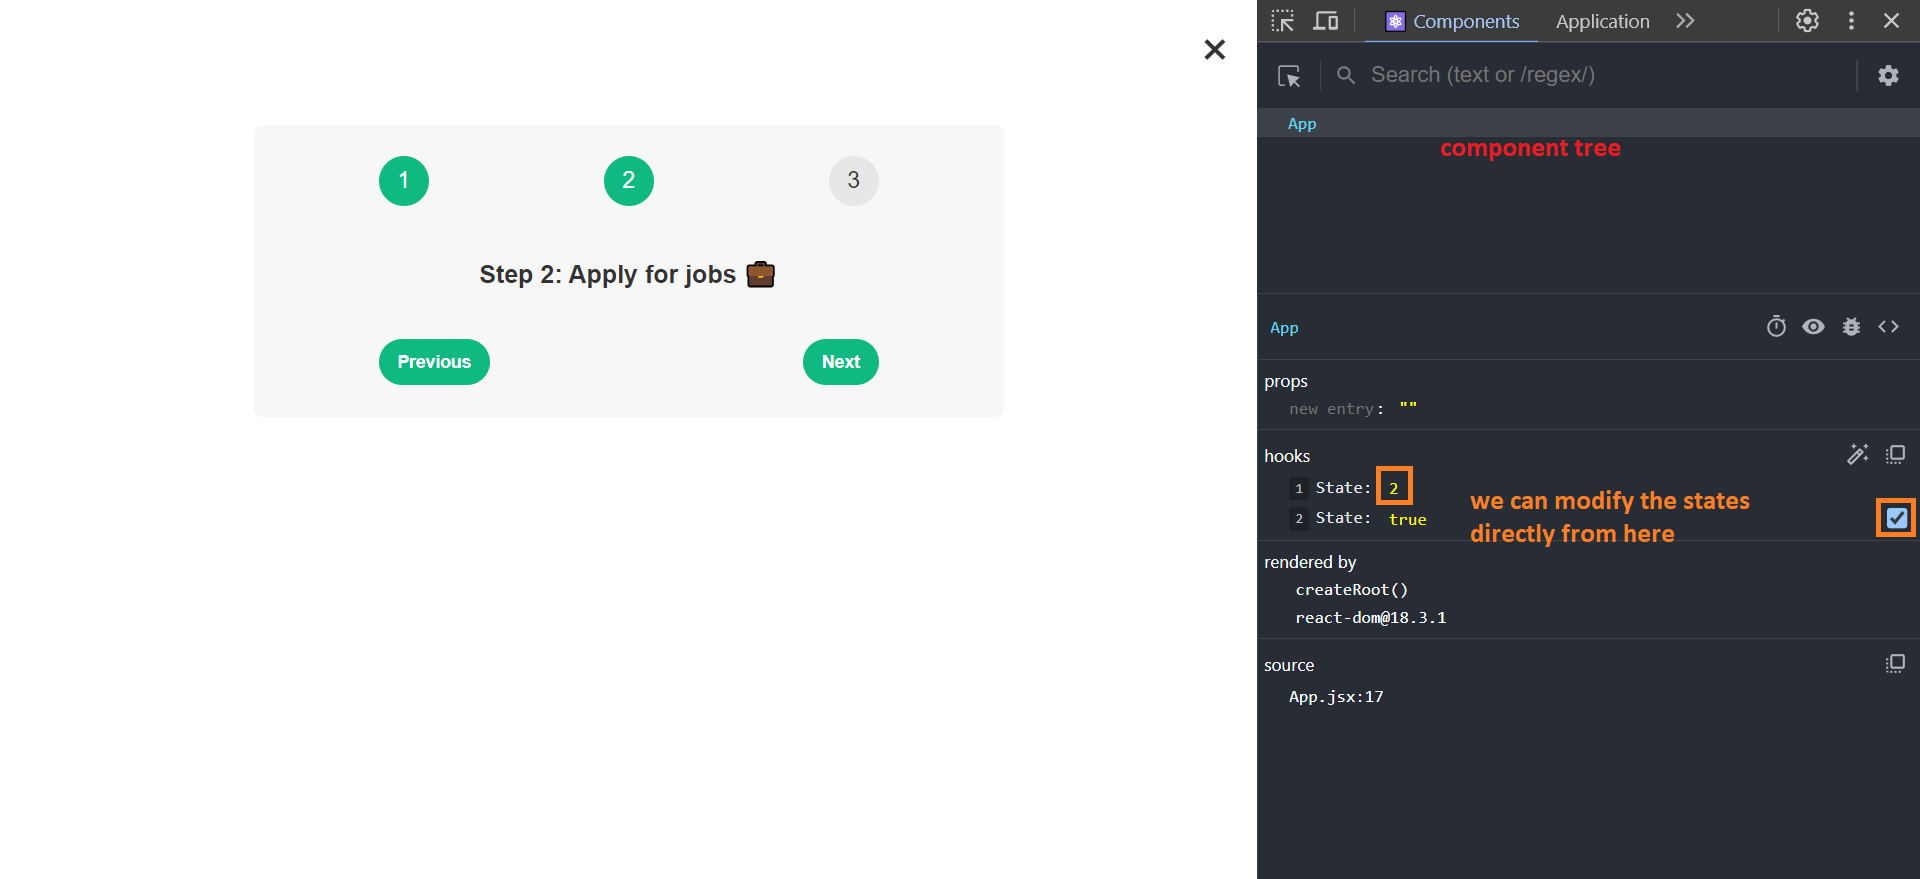 Components
Application
Search (text or /regex/)
App
component tree
1
2
3
Step 2: Apply for jobs
Previous
Next
App
props
new entry: ""
hooks
1 State: 2
2 State: true
we can modify the states
directly from here
rendered by
createRoot()
react-dom@18.3.1
source
App.jsx:17